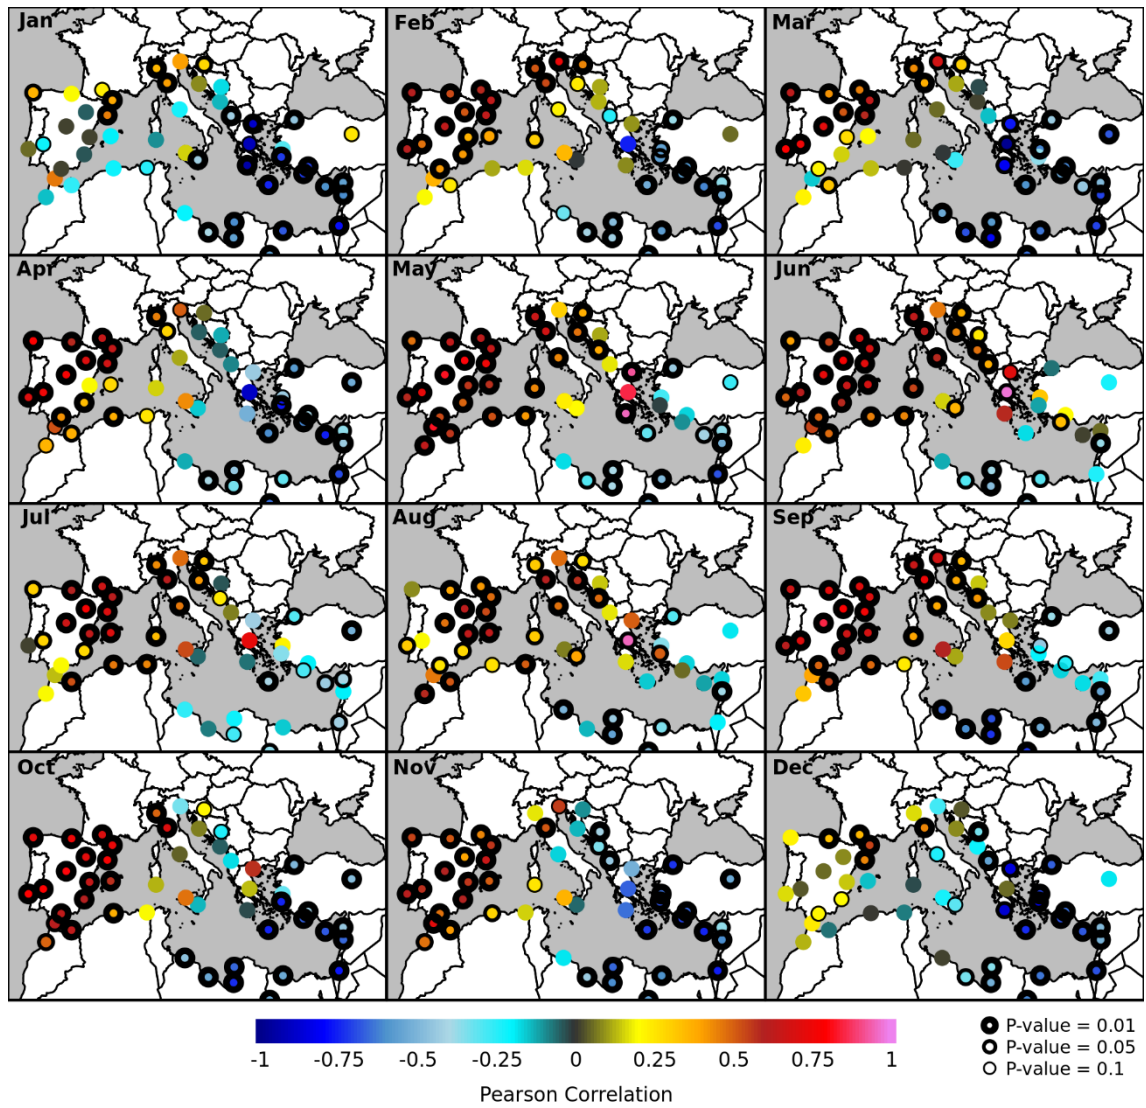 Jan
Feb
Mar
Apr
May
Jun
Jul
Aug
Sep
Oct
Nov
Dec
-1 -0.75 -0.5 -0.25 0 0.25 0.5 0.75 1
Pearson Correlation
P-value = 0.01
P-value = 0.05
P-value = 0.1